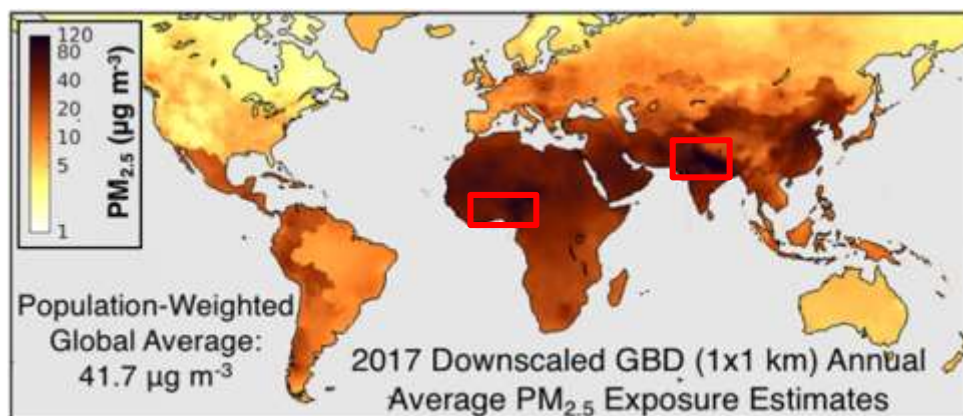 120
80
40
20
10
5
1
PM2.5 (μg m-3)
Population-Weighted
Global Average:
41.7 μg m-3
2017 Downscaled GBD (1x1 km) Annual
Average PM2.5 Exposure Estimates